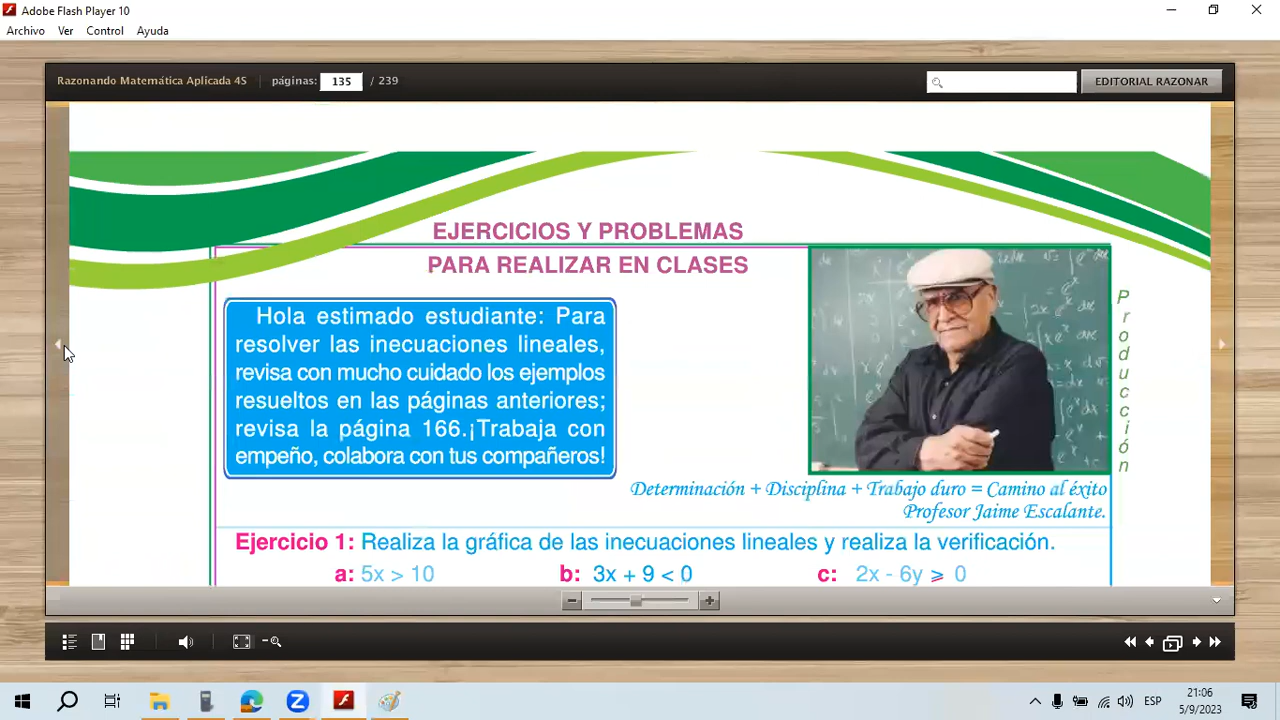 Adobe Flash Player 10
Archivo Ver Control Ayuda
Razonando Matemática Aplicada 4S páginas: 135 / 239
EDITORIAL RAZONAR
EJERCICIOS Y PROBLEMAS
PARA REALIZAR EN CLASES
Hola estimado estudiante: Para
resolver las inecuaciones lineales,
revisa con mucho cuidado los ejemplos
resueltos en las páginas anteriores;
revisa la página 166.¡Trabaja con
empeño, colabora con tus compañeros!
Producción
Determinación + Disciplina + Trabajo duro = Camino al éxito
Profesor Jaime Escalante.
Ejercicio 1: Realiza la gráfica de las inecuaciones lineales y realiza la verificación.
a: 5x > 10 b: 3x + 9 < 0 c: 2x - 6y ⩾ 0
ESP
21:06
5/9/2023